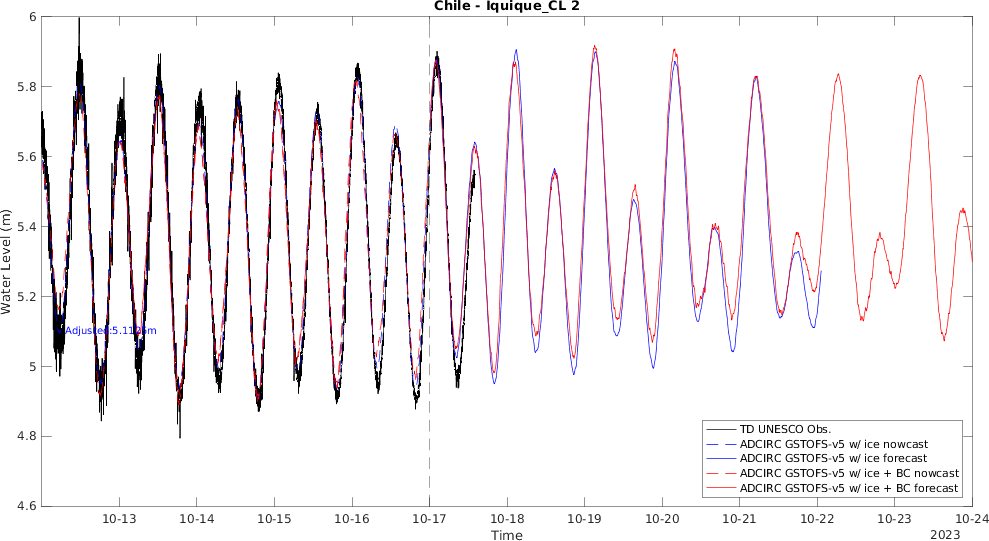 Chile - Iquique_CL 2
6
5.8
5.6
5.4
5.2
5
4.8
4.6
Water Level (m)
10-13
10-14
10-15
10-16
10-17
10-18
10-19
10-20
10-21
10-22
10-23
10-24
Time
2023
TD UNESCO Obs.
ADCIRC GSTOFS-v5 w/ ice nowcast
ADCIRC GSTOFS-v5 w/ ice forecast
ADCIRC GSTOFS-v5 w/ ice + BC nowcast
ADCIRC GSTOFS-v5 w/ ice + BC forecast